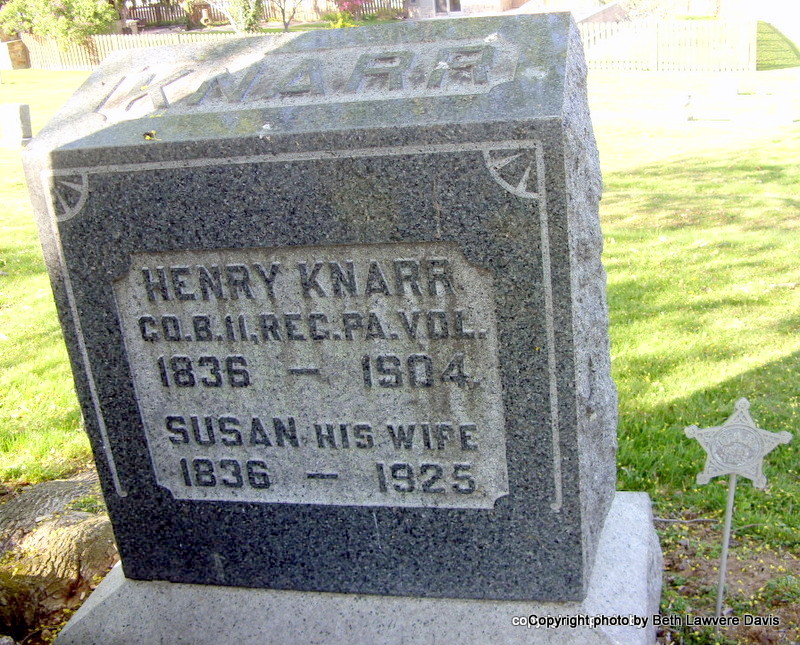 KNARR
HENRY KNARR
CO.B.11,REG.PA.VOL.
1836 — 1904.
SUSAN HIS WIFE
1836 — 1925
Copyright photo by Beth Lawvere Davis